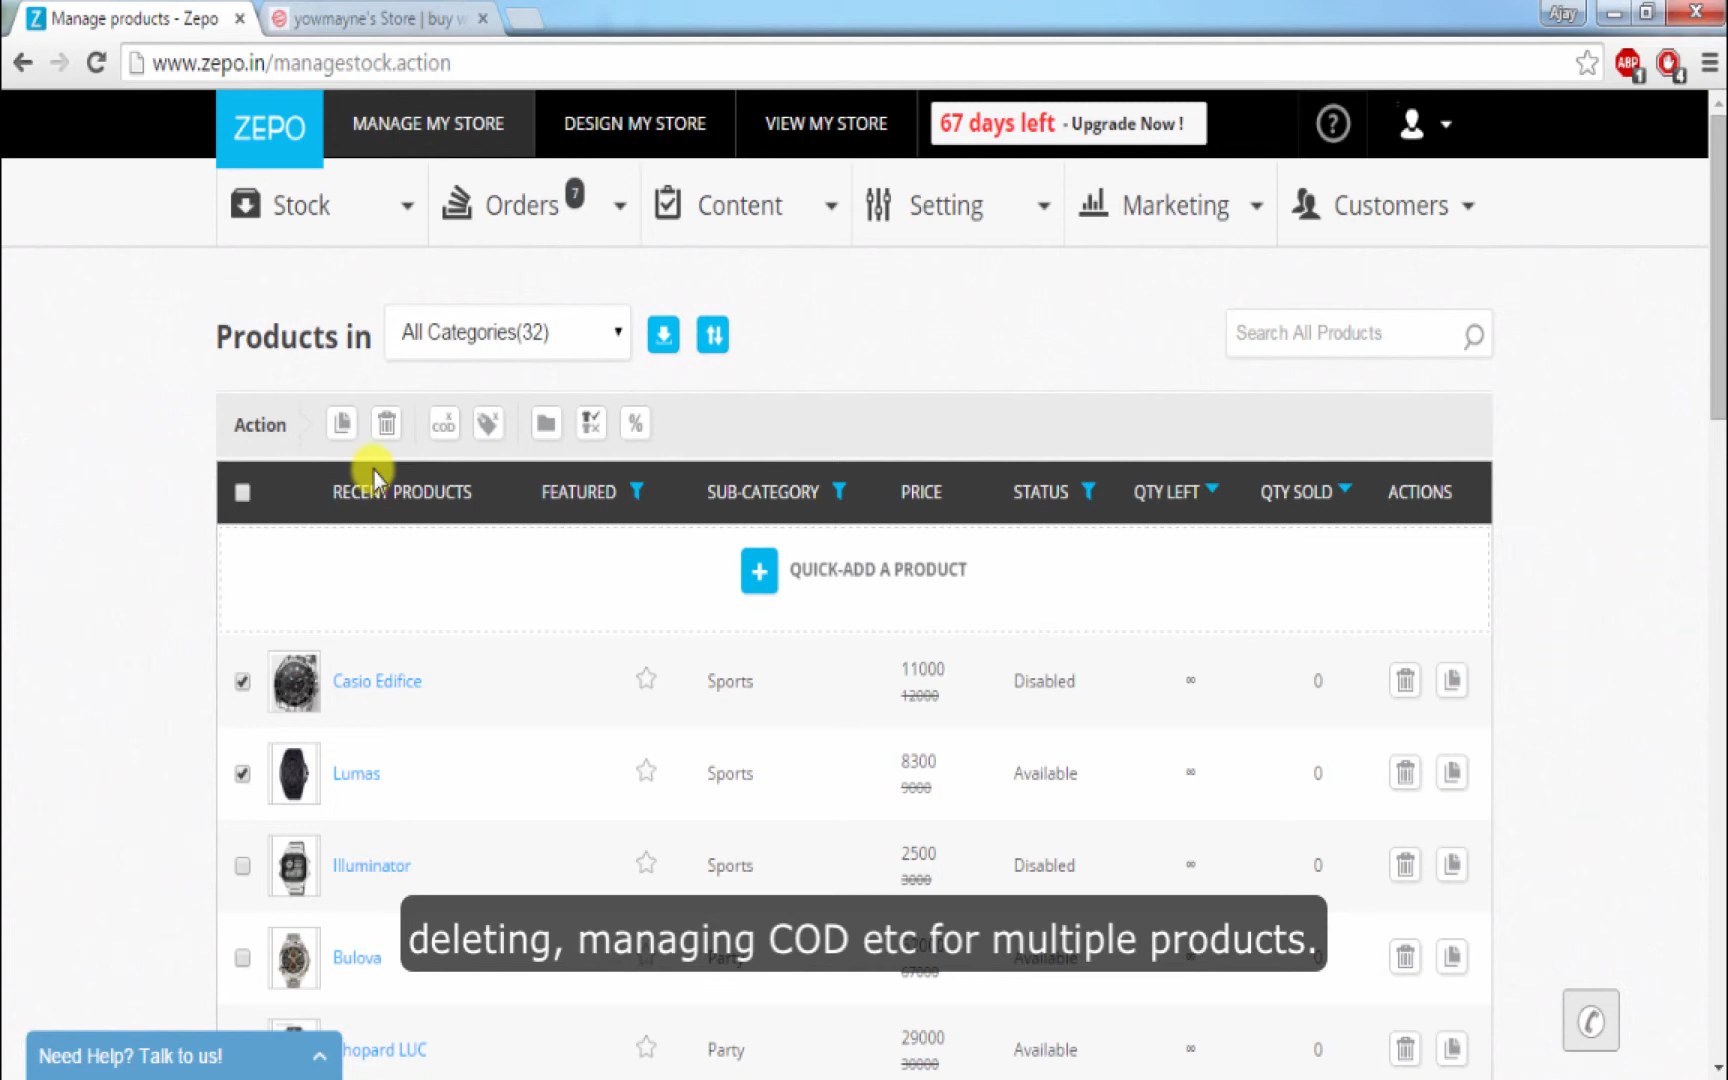 Manage products - Zepo
yowmayne's Store | buy w
Ajay
www.zepo.in/managestock.action
ABP
1
4
ZEPO
MANAGE MY STORE
DESIGN MY STORE
VIEW MY STORE
67 days left - Upgrade Now !
?
Stock
Orders 7
Content
Setting
Marketing
Customers
Products in
All Categories(32)
Search All Products
Action
x
COD
%
RECENT PRODUCTS FEATURED SUB-CATEGORY PRICE STATUS QTY LEFT QTY SOLD ACTIONS
+ QUICK-ADD A PRODUCT
Casio Edifice Sports 11000 Disabled ∞ 0
12000
Lumas Sports 8300 Available ∞ 0
9000
Illuminator Sports 2500 Disabled ∞ 0
3000
deleting, managing COD etc for multiple products.
Bulova
67000
hopard LUC Party 29000 Available ∞ 0
30000
Need Help? Talk to us!